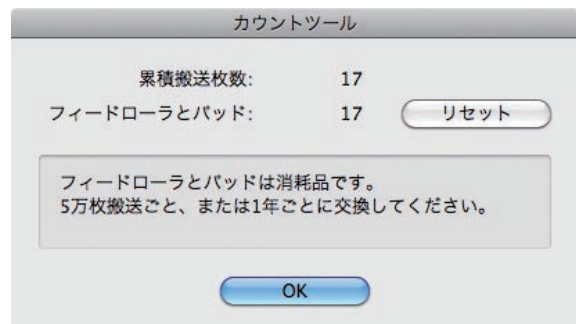 カウントツール
累積搬送枚数: 17
フィードローラとパッド: 17 リセット
フィードローラとパッドは消耗品です。
5万枚搬送ごと、または1年ごとに交換してください。
OK